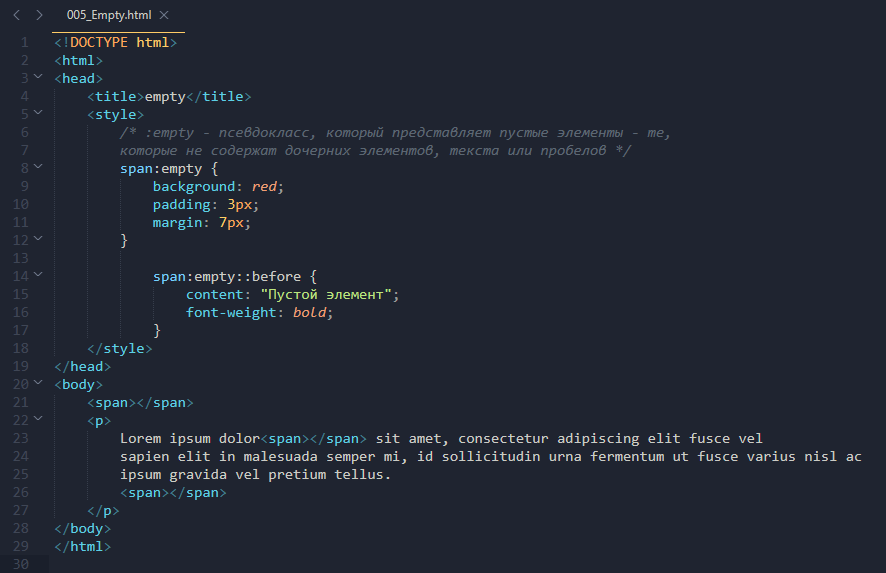 005_Empty.html
1 <!DOCTYPE html>
2 <html>
3 <head>
4 <title>empty</title>
5 <style>
6 /* :empty - псевдокласс, который представляет пустые элементы - те,
7 которые не содержат дочерних элементов, текста или пробелов */
8 span:empty {
9 background: red;
10 padding: 3px;
11 margin: 7px;
12 }
13
14 span:empty::before {
15 content: "Пустой элемент";
16 font-weight: bold;
17 }
18 </style>
19 </head>
20 <body>
21 <span></span>
22 <p>
23 Lorem ipsum dolor<span></span> sit amet, consectetur adipiscing elit fusce vel
24 sapien elit in malesuada semper mi, id sollicitudin urna fermentum ut fusce varius nisl ac
25 ipsum gravida vel pretium tellus.
26 <span></span>
27 </p>
28 </body>
29 </html>
30